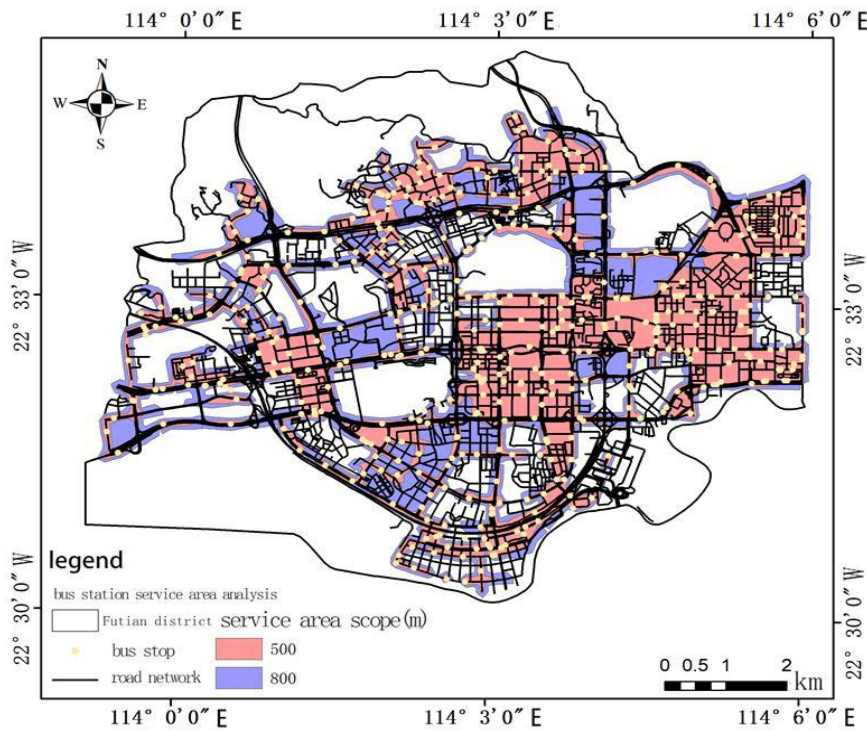 114° 0′0″E 114° 3′0″E 114° 6′0″E
N
W E
S
22° 33′0″W
22° 33′0″W
22° 30′0″W
22° 30′0″W
legend
bus station service area analysis
Futian district service area scope(m)
bus stop 500
road network 800
0 0.5 1 2
km
114° 0′0″E 114° 3′0″E 114° 6′0″E